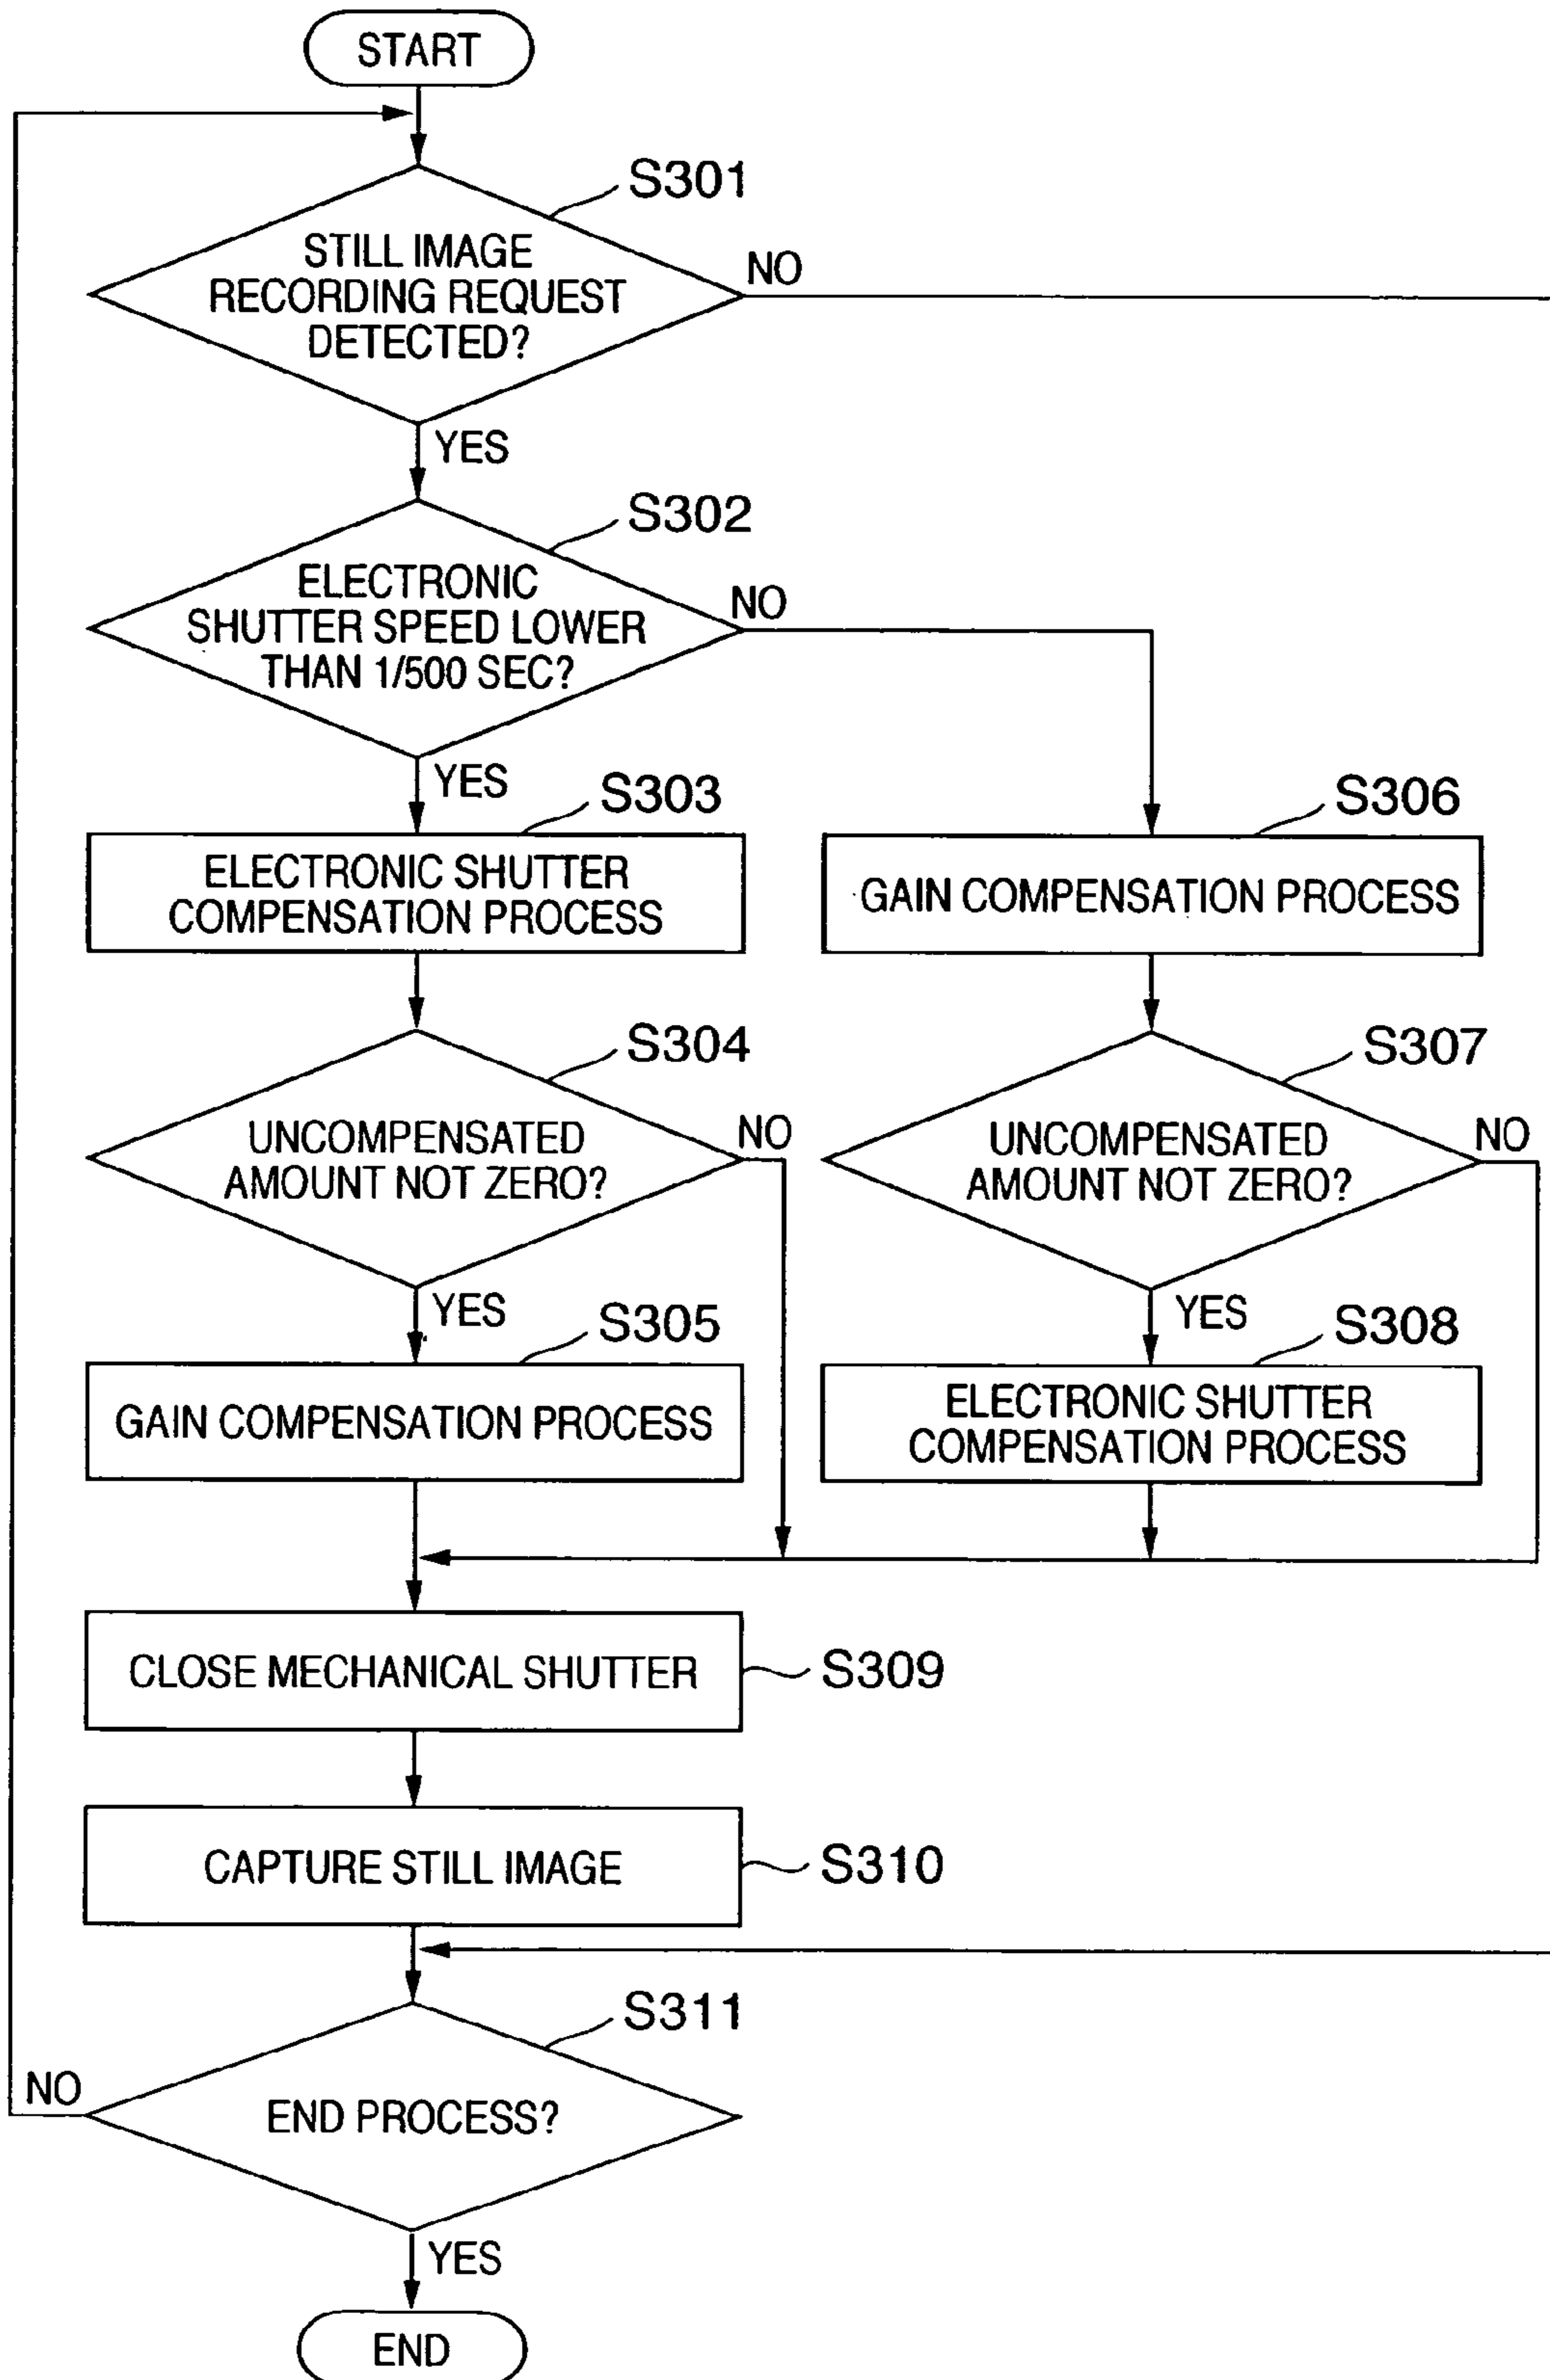 START
S301
STILL IMAGE
RECORDING REQUEST
DETECTED?
NO
YES
S302
ELECTRONIC
SHUTTER SPEED LOWER
THAN 1/500 SEC?
NO
YES
S303
ELECTRONIC SHUTTER
COMPENSATION PROCESS
S306
GAIN COMPENSATION PROCESS
S304
UNCOMPENSATED
AMOUNT NOT ZERO?
NO
YES
S307
UNCOMPENSATED
AMOUNT NOT ZERO?
NO
YES
S305
GAIN COMPENSATION PROCESS
S308
ELECTRONIC SHUTTER
COMPENSATION PROCESS
CLOSE MECHANICAL SHUTTER
S309
CAPTURE STILL IMAGE
S310
S311
END PROCESS?
NO
YES
END